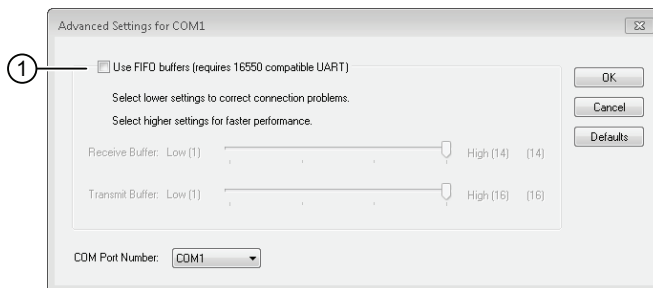 Advanced Settings for COM1
1
Use FIFO buffers (requires 16550 compatible UART)
OK
Select lower settings to correct connection problems.
Cancel
Select higher settings for faster performance.
Defaults
Receive Buffer: Low (1) High (14) (14)
Transmit Buffer: Low (1) High (16) (16)
COM Port Number: COM1